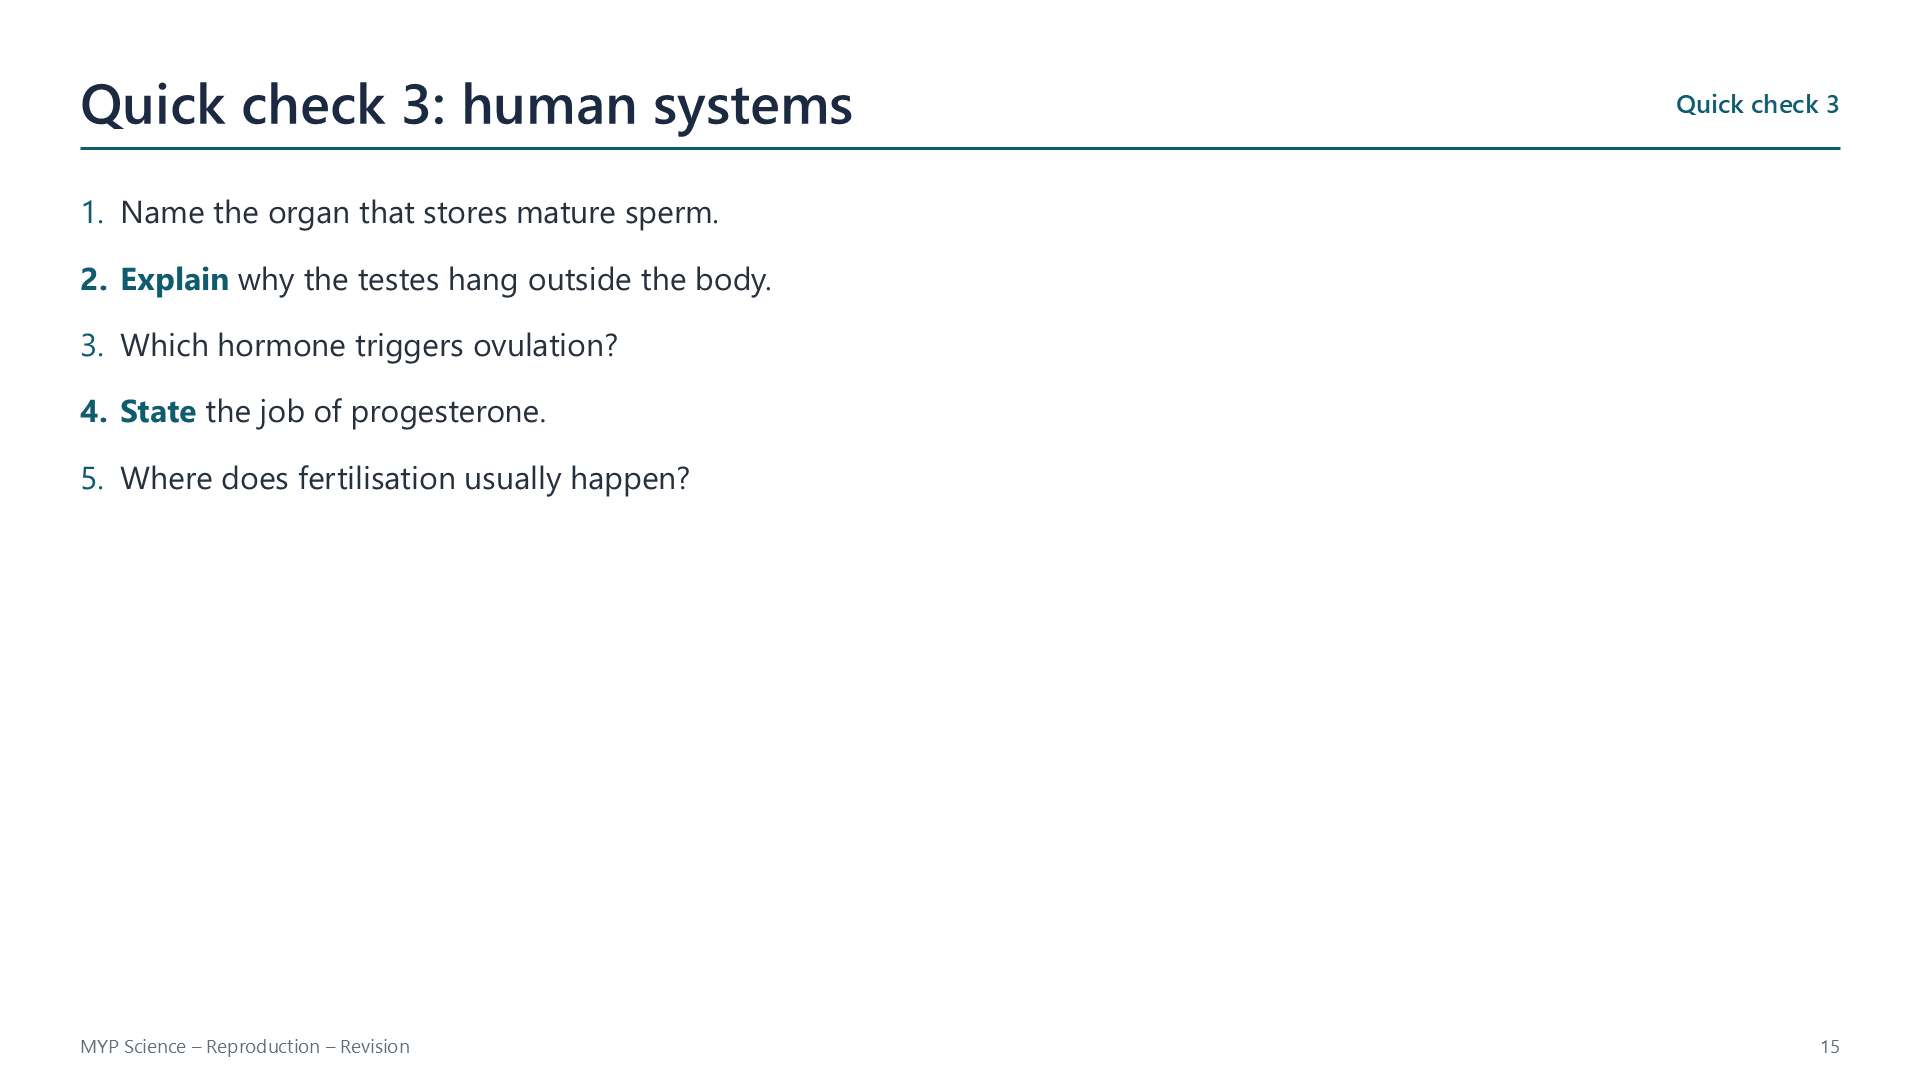 Quick check 3: human systems
Quick check 3
1. Name the organ that stores mature sperm.
2. Explain why the testes hang outside the body.
3. Which hormone triggers ovulation?
4. State the job of progesterone.
5. Where does fertilisation usually happen?
MYP Science – Reproduction – Revision
15